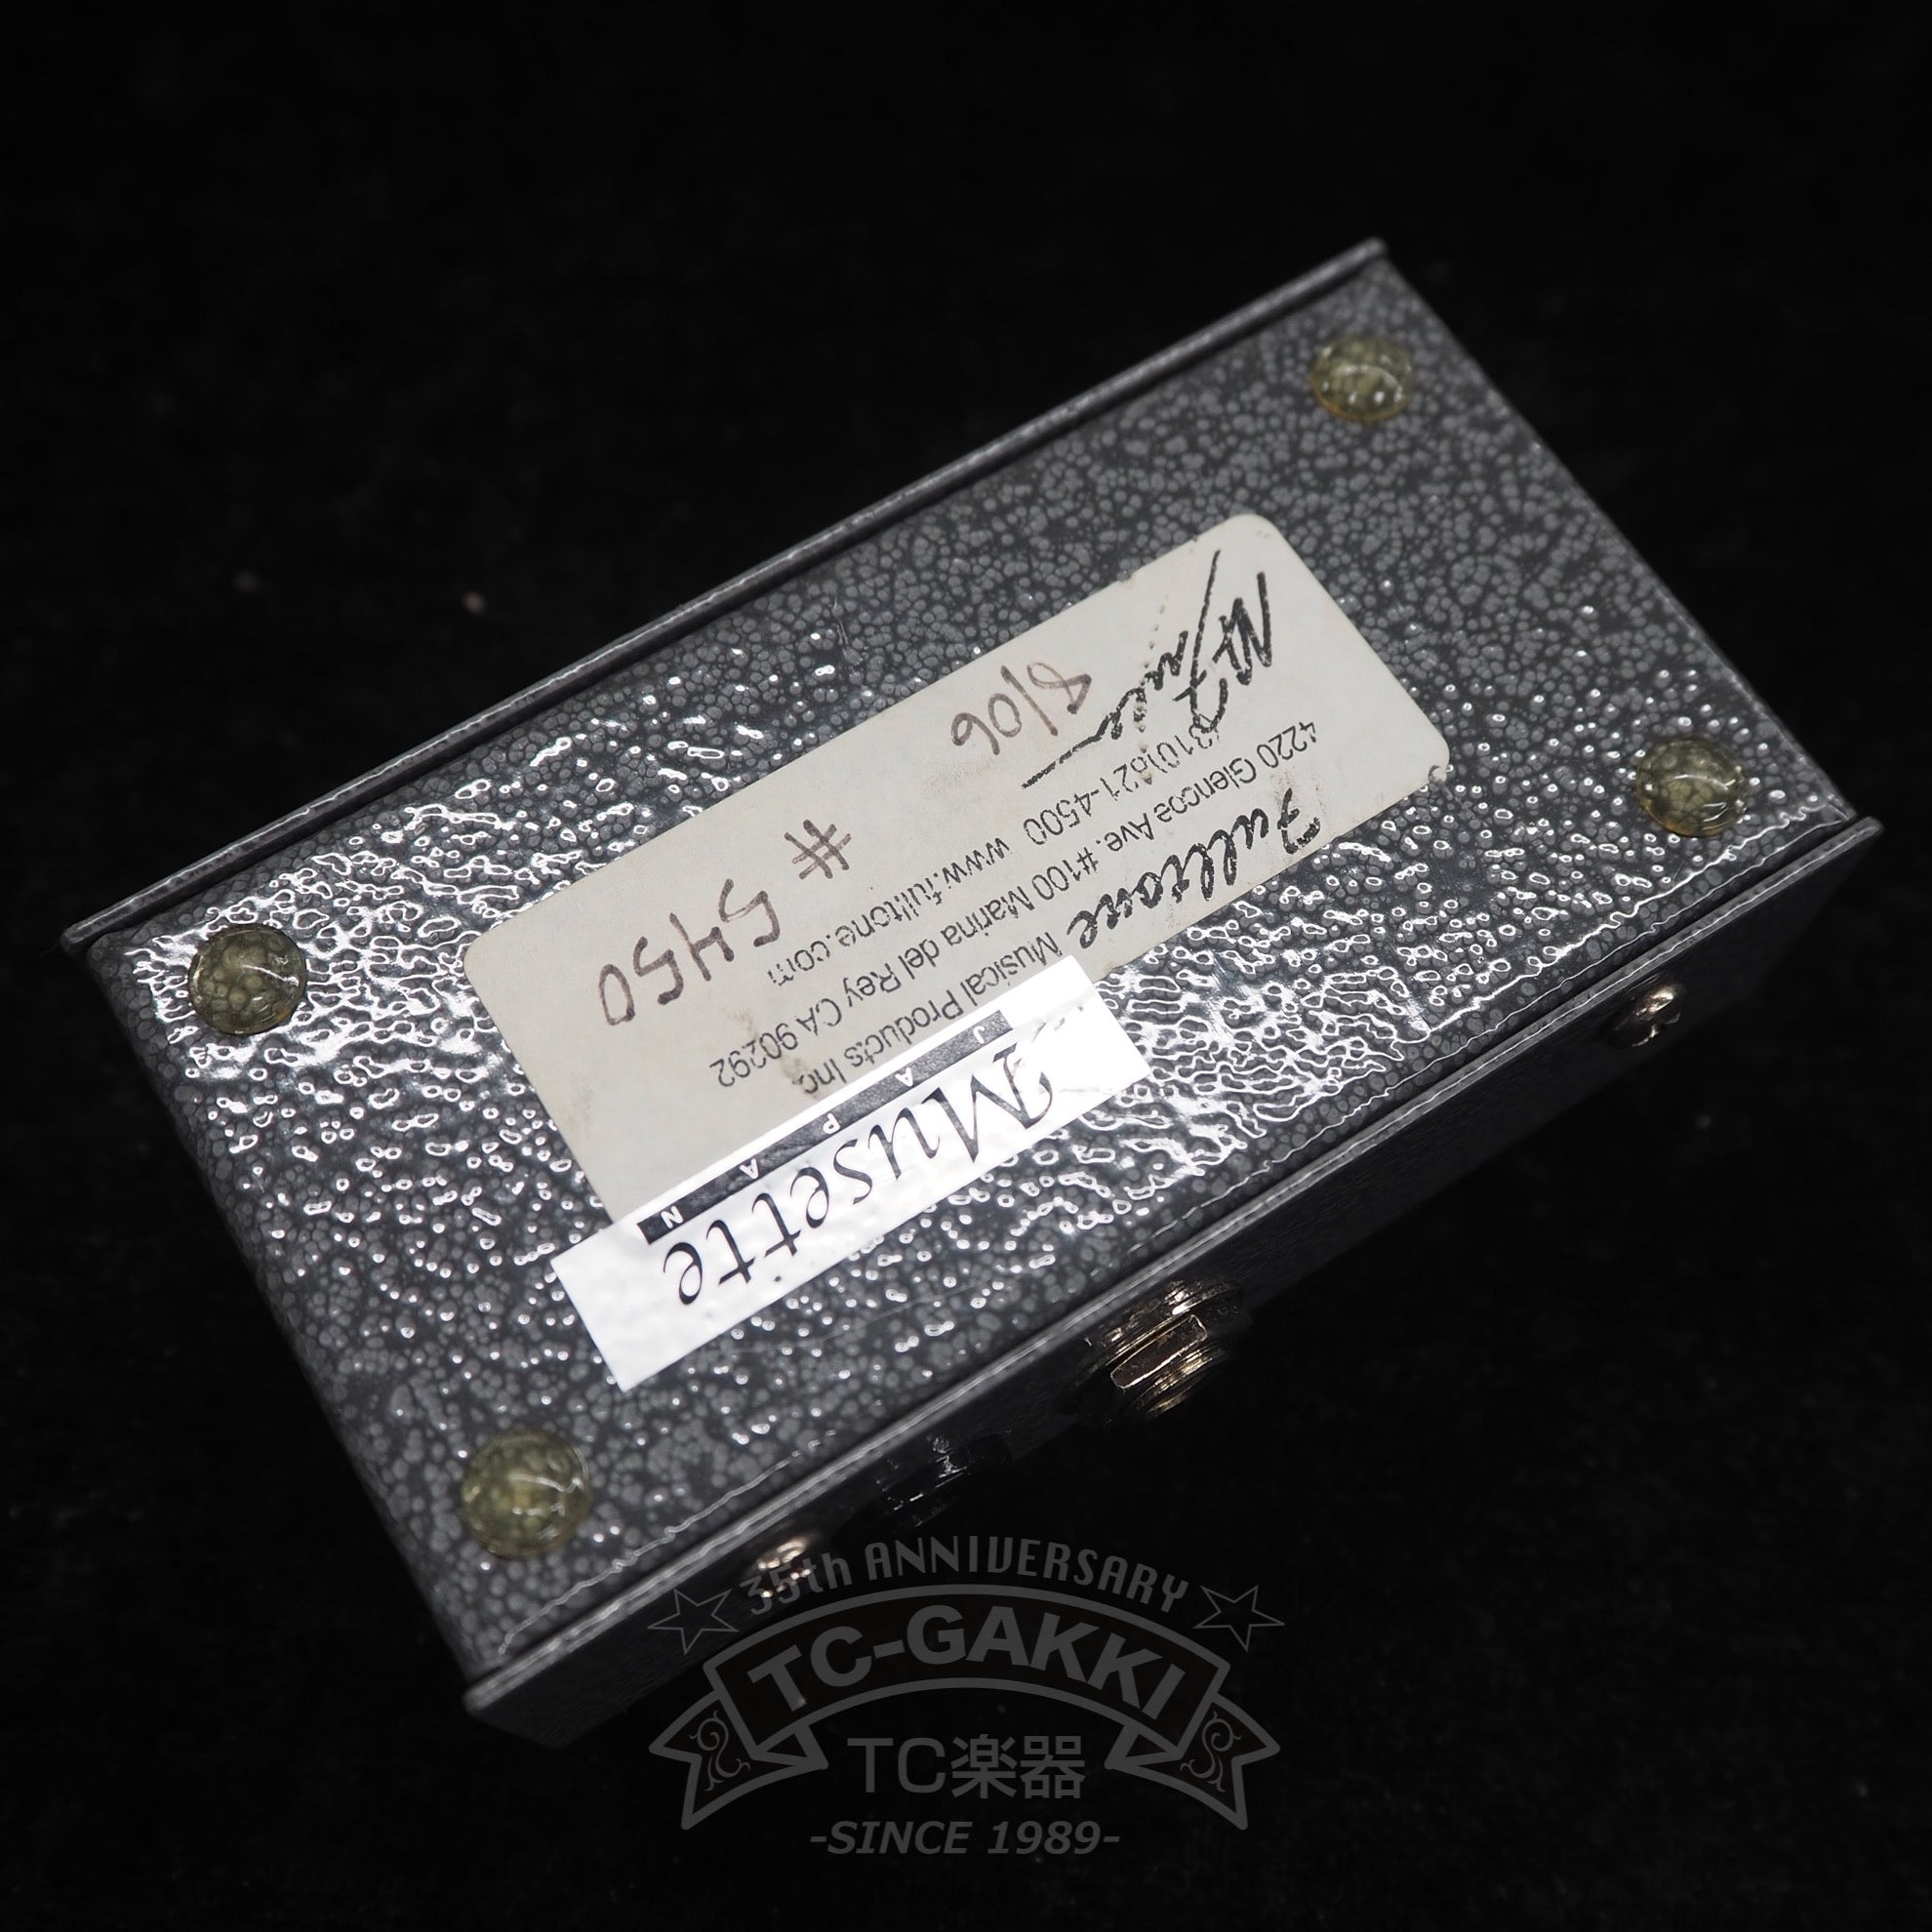 Fulltone Musical Products Inc
4220 Glencoe Ave. #100 Marina del Rey CA 90292
(310)821-4500 www.fulltone.com
8/06
# 5450
Musette
JAPAN
35th ANNIVERSARY
TC-GAKKI
TC楽器
-SINCE 1989-